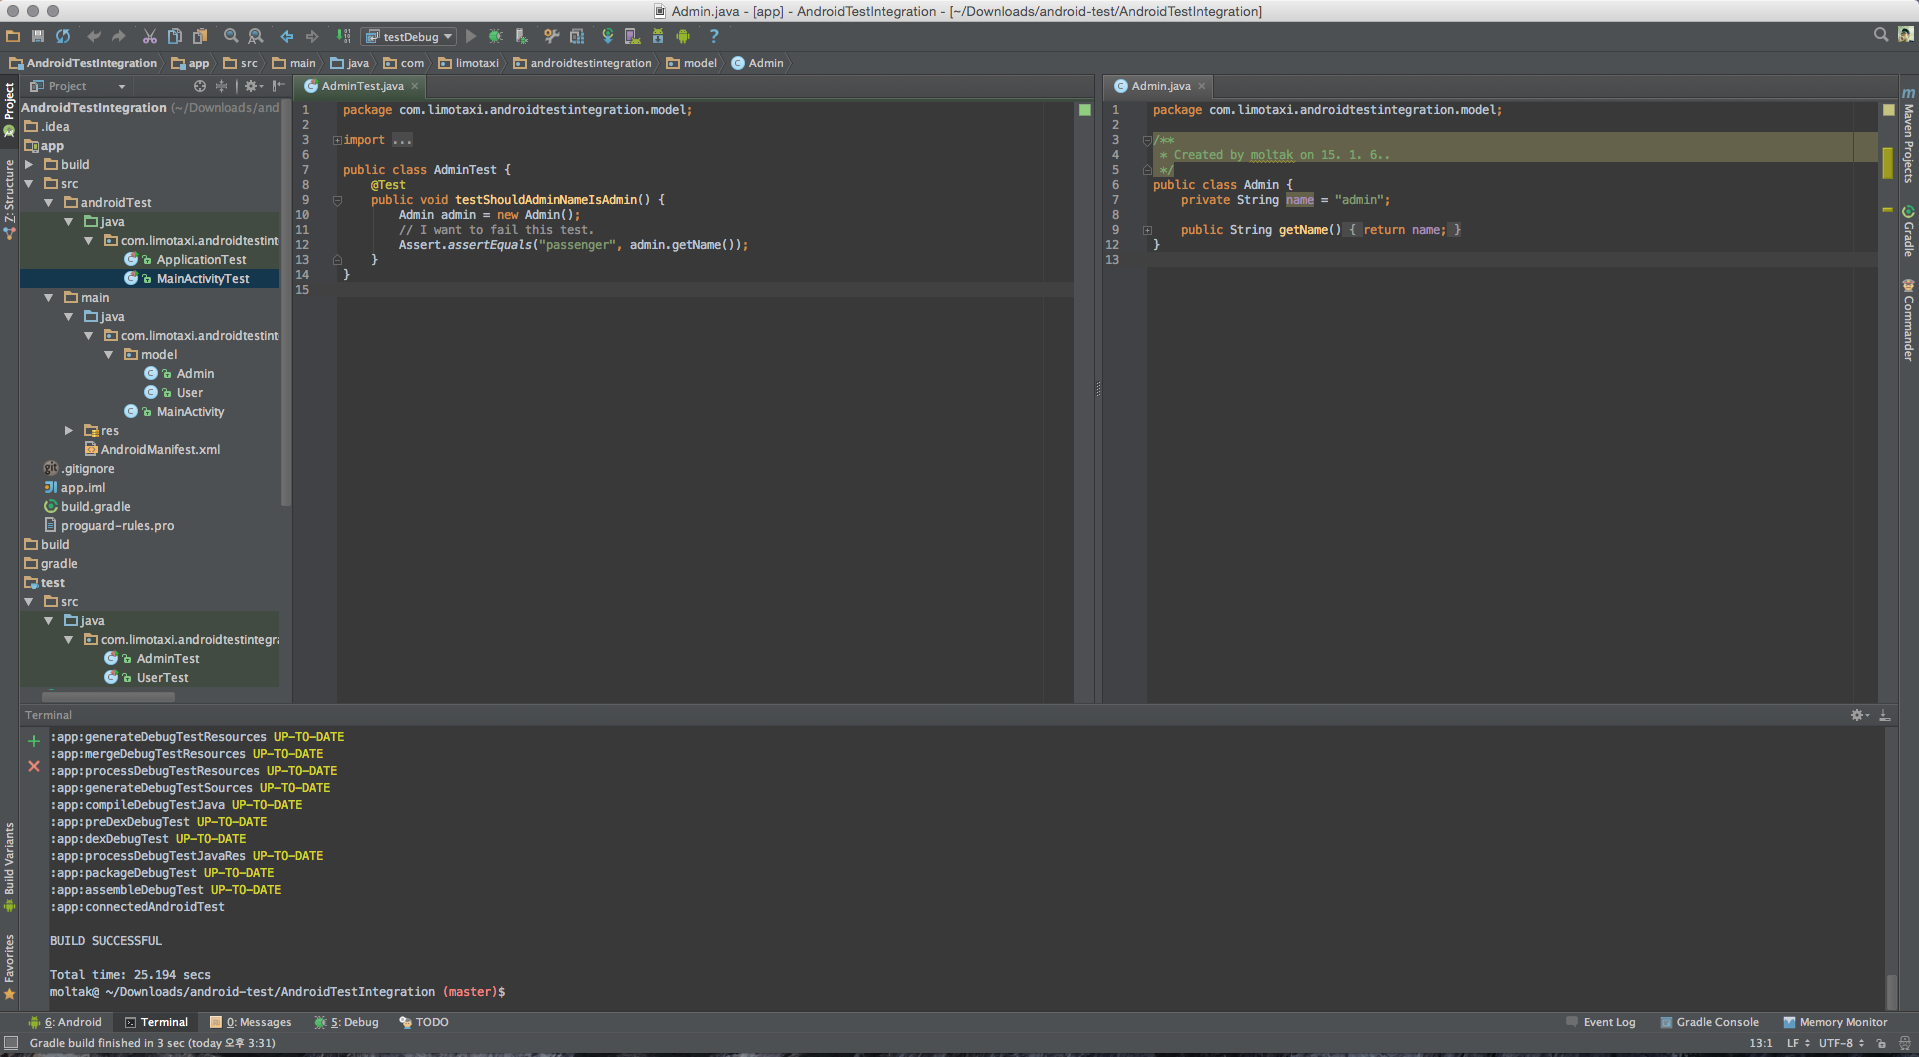 Admin.java - [app] - AndroidTestIntegration - [~/Downloads/android-test/AndroidTestIntegration]
testDebug
AndroidTestIntegration app src main java com limotaxi androidtestintegration model Admin
Project
Z: Structure
Build Variants
Favorites
Project
AndroidTestIntegration (~/Downloads/and
.idea
app
build
src
androidTest
java
com.limotaxi.androidtestint
ApplicationTest
MainActivityTest
main
java
com.limotaxi.androidtestint
model
Admin
User
MainActivity
res
AndroidManifest.xml
.gitignore
app.iml
build.gradle
proguard-rules.pro
build
gradle
test
src
java
com.limotaxi.androidtestintegra
AdminTest
UserTest
AdminTest.java
1 package com.limotaxi.androidtestintegration.model;
2
3 import ...
6
7 public class AdminTest {
8 @Test
9 public void testShouldAdminNameIsAdmin() {
10 Admin admin = new Admin();
11 // I want to fail this test.
12 Assert.assertEquals("passenger", admin.getName());
13 }
14 }
15
Admin.java
1 package com.limotaxi.androidtestintegration.model;
2
3 /**
4 * Created by moltak on 15. 1. 6..
5 */
6 public class Admin {
7 private String name = "admin";
8
9 public String getName() { return name; }
12 }
13
m Maven Projects
Gradle
Commander
Terminal
:app:generateDebugTestResources UP-TO-DATE
:app:mergeDebugTestResources UP-TO-DATE
:app:processDebugTestResources UP-TO-DATE
:app:generateDebugTestSources UP-TO-DATE
:app:compileDebugTestJava UP-TO-DATE
:app:preDexDebugTest UP-TO-DATE
:app:dexDebugTest UP-TO-DATE
:app:processDebugTestJavaRes UP-TO-DATE
:app:packageDebugTest UP-TO-DATE
:app:assembleDebugTest UP-TO-DATE
:app:connectedAndroidTest
BUILD SUCCESSFUL
Total time: 25.194 secs
moltak@ ~/Downloads/android-test/AndroidTestIntegration (master)$
6: Android Terminal 0: Messages 5: Debug TODO Event Log Gradle Console Memory Monitor
Gradle build finished in 3 sec (today 오후 3:31) 13:1 LF UTF-8